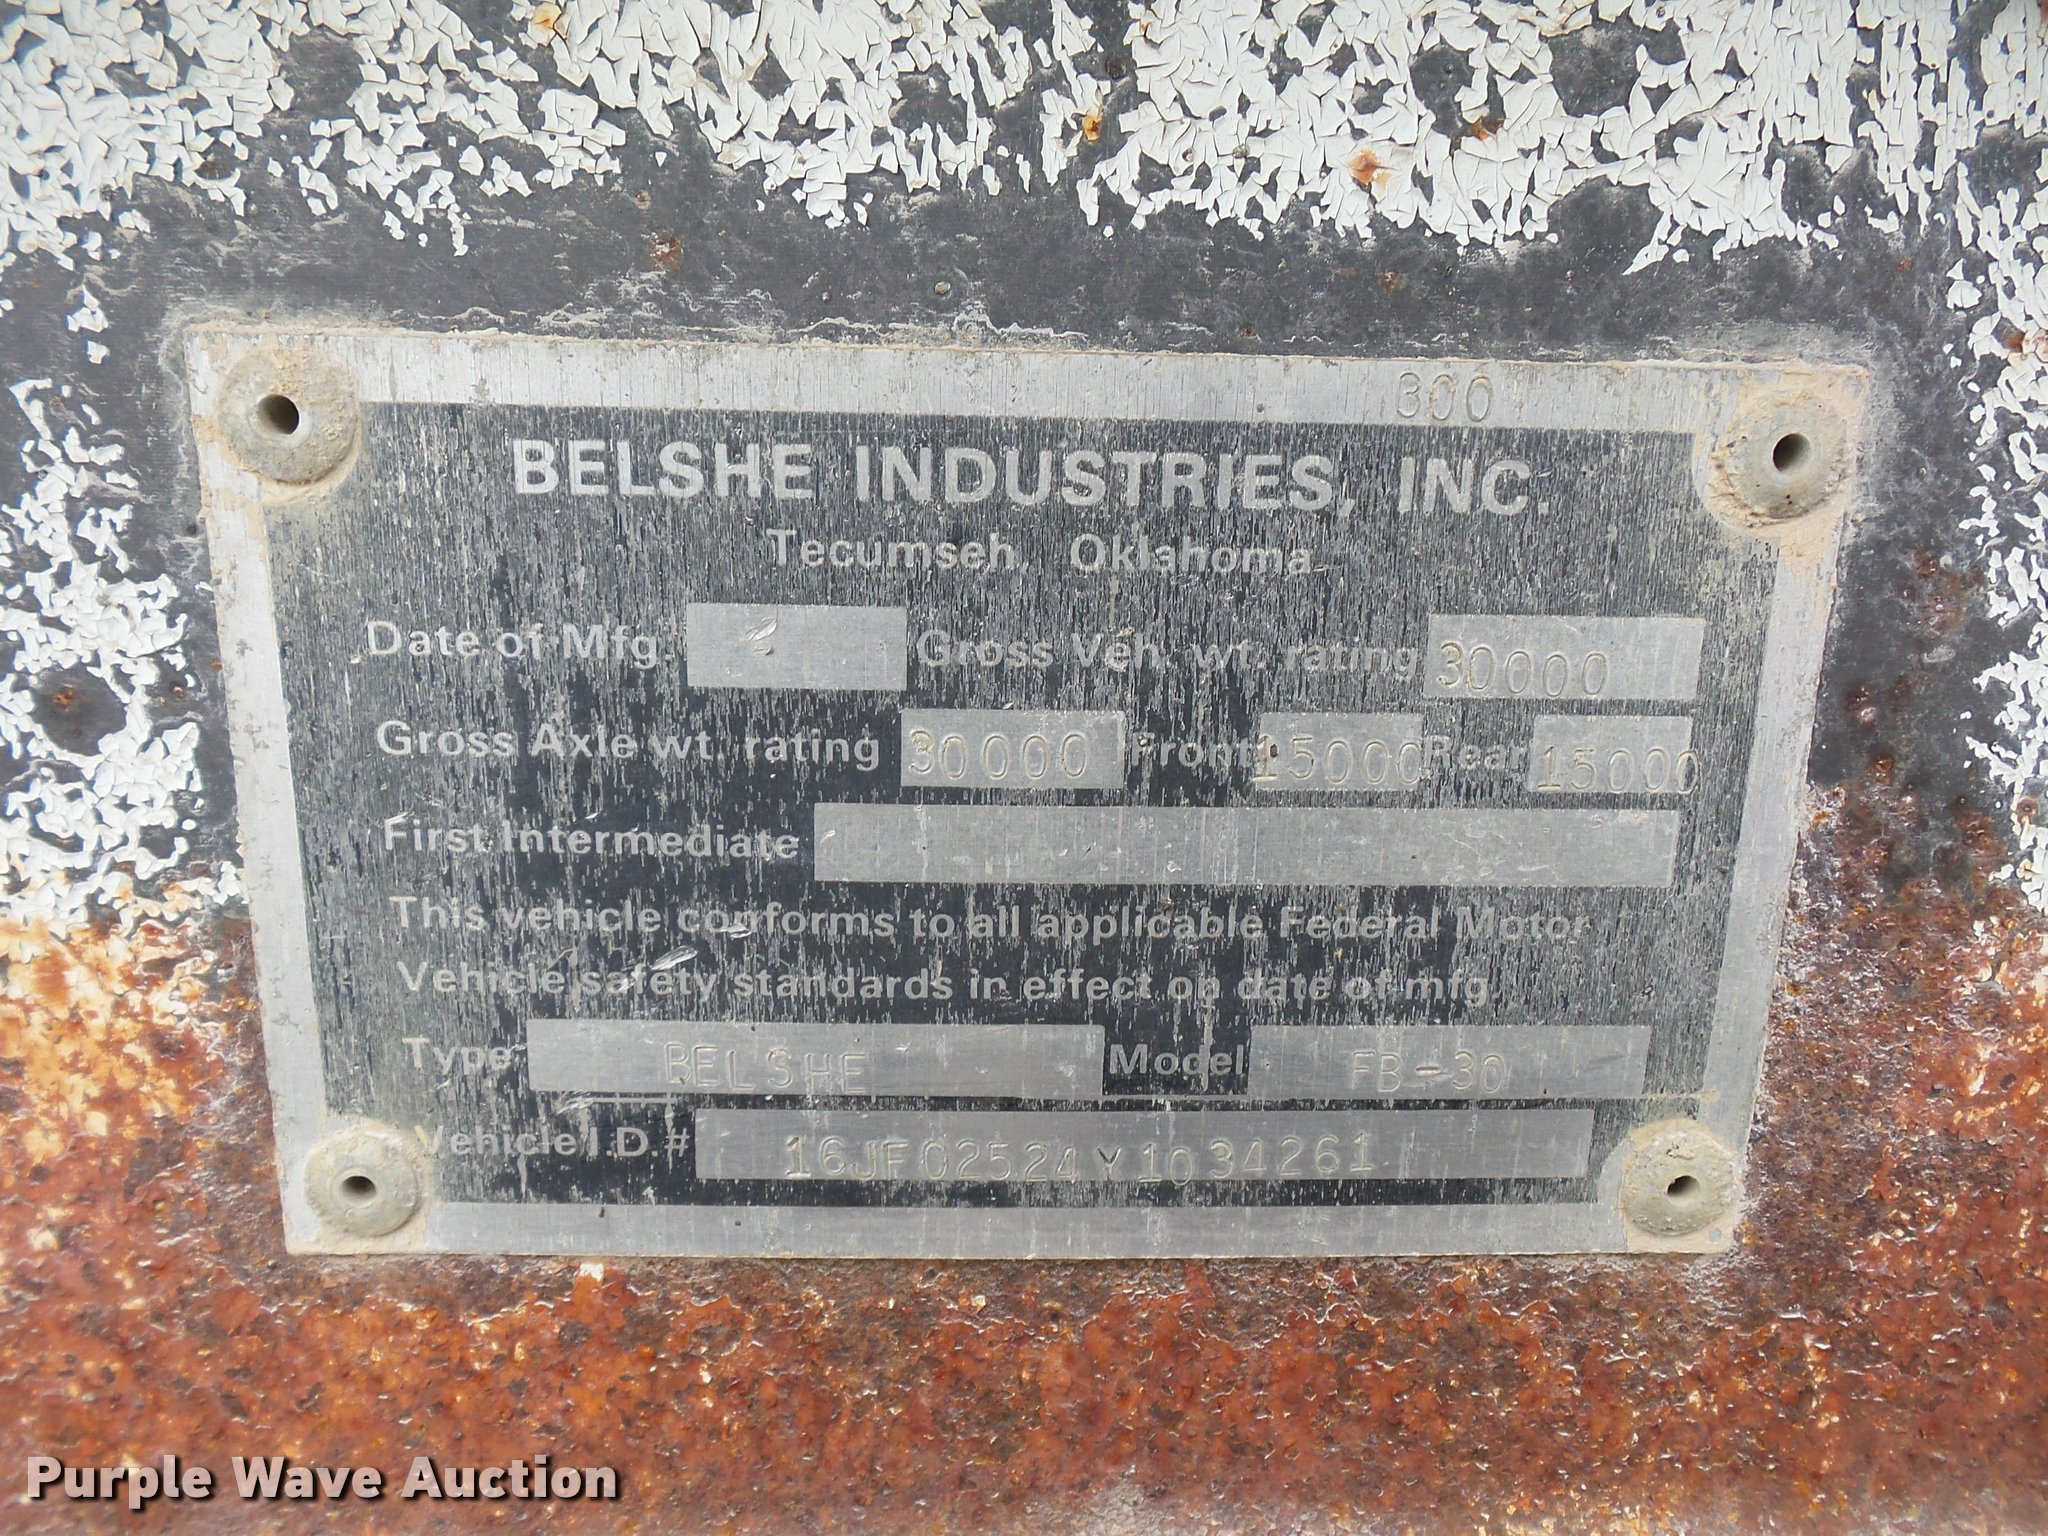 300
BELSHE INDUSTRIES, INC.
Tecumseh, Oklahoma
Date of Mfg. Gross Veh. wt. rating 30000
Gross Axle wt. rating 30000 Front 15000 Rear 15000
First Intermediate
This vehicle conforms to all applicable Federal Motor
Vehicle safety standards in effect on date of mfg.
Type BELSHE Model FB-30
Vehicle I.D.# 16JF02524Y1034261
Purple Wave Auction